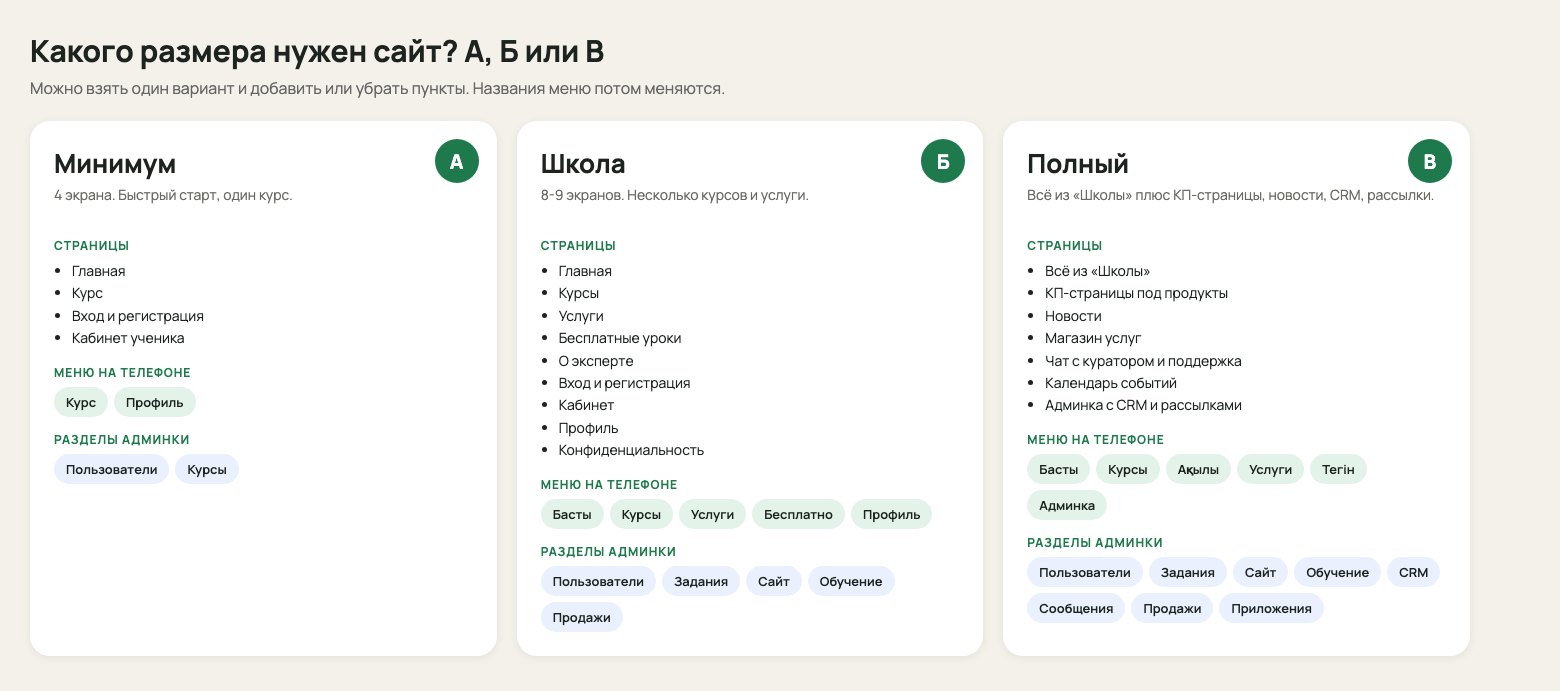 Какого размера нужен сайт? А, Б или В
Можно взять один вариант и добавить или убрать пункты. Названия меню потом меняются.
Минимум
А
4 экрана. Быстрый старт, один курс.
СТРАНИЦЫ
Главная
Курс
Вход и регистрация
Кабинет ученика
МЕНЮ НА ТЕЛЕФОНЕ
Курс Профиль
РАЗДЕЛЫ АДМИНКИ
Пользователи Курсы
Школа
Б
8-9 экранов. Несколько курсов и услуги.
СТРАНИЦЫ
Главная
Курсы
Услуги
Бесплатные уроки
О эксперте
Вход и регистрация
Кабинет
Профиль
Конфиденциальность
МЕНЮ НА ТЕЛЕФОНЕ
Басты Курсы Услуги Бесплатно Профиль
РАЗДЕЛЫ АДМИНКИ
Пользователи Задания Сайт Обучение
Продажи
Полный
В
Всё из «Школы» плюс КП-страницы, новости, CRM, рассылки.
СТРАНИЦЫ
Всё из «Школы»
КП-страницы под продукты
Новости
Магазин услуг
Чат с куратором и поддержка
Календарь событий
Админка с CRM и рассылками
МЕНЮ НА ТЕЛЕФОНЕ
Басты Курсы Ақылы Услуги Тегін
Админка
РАЗДЕЛЫ АДМИНКИ
Пользователи Задания Сайт Обучение CRM
Сообщения Продажи Приложения